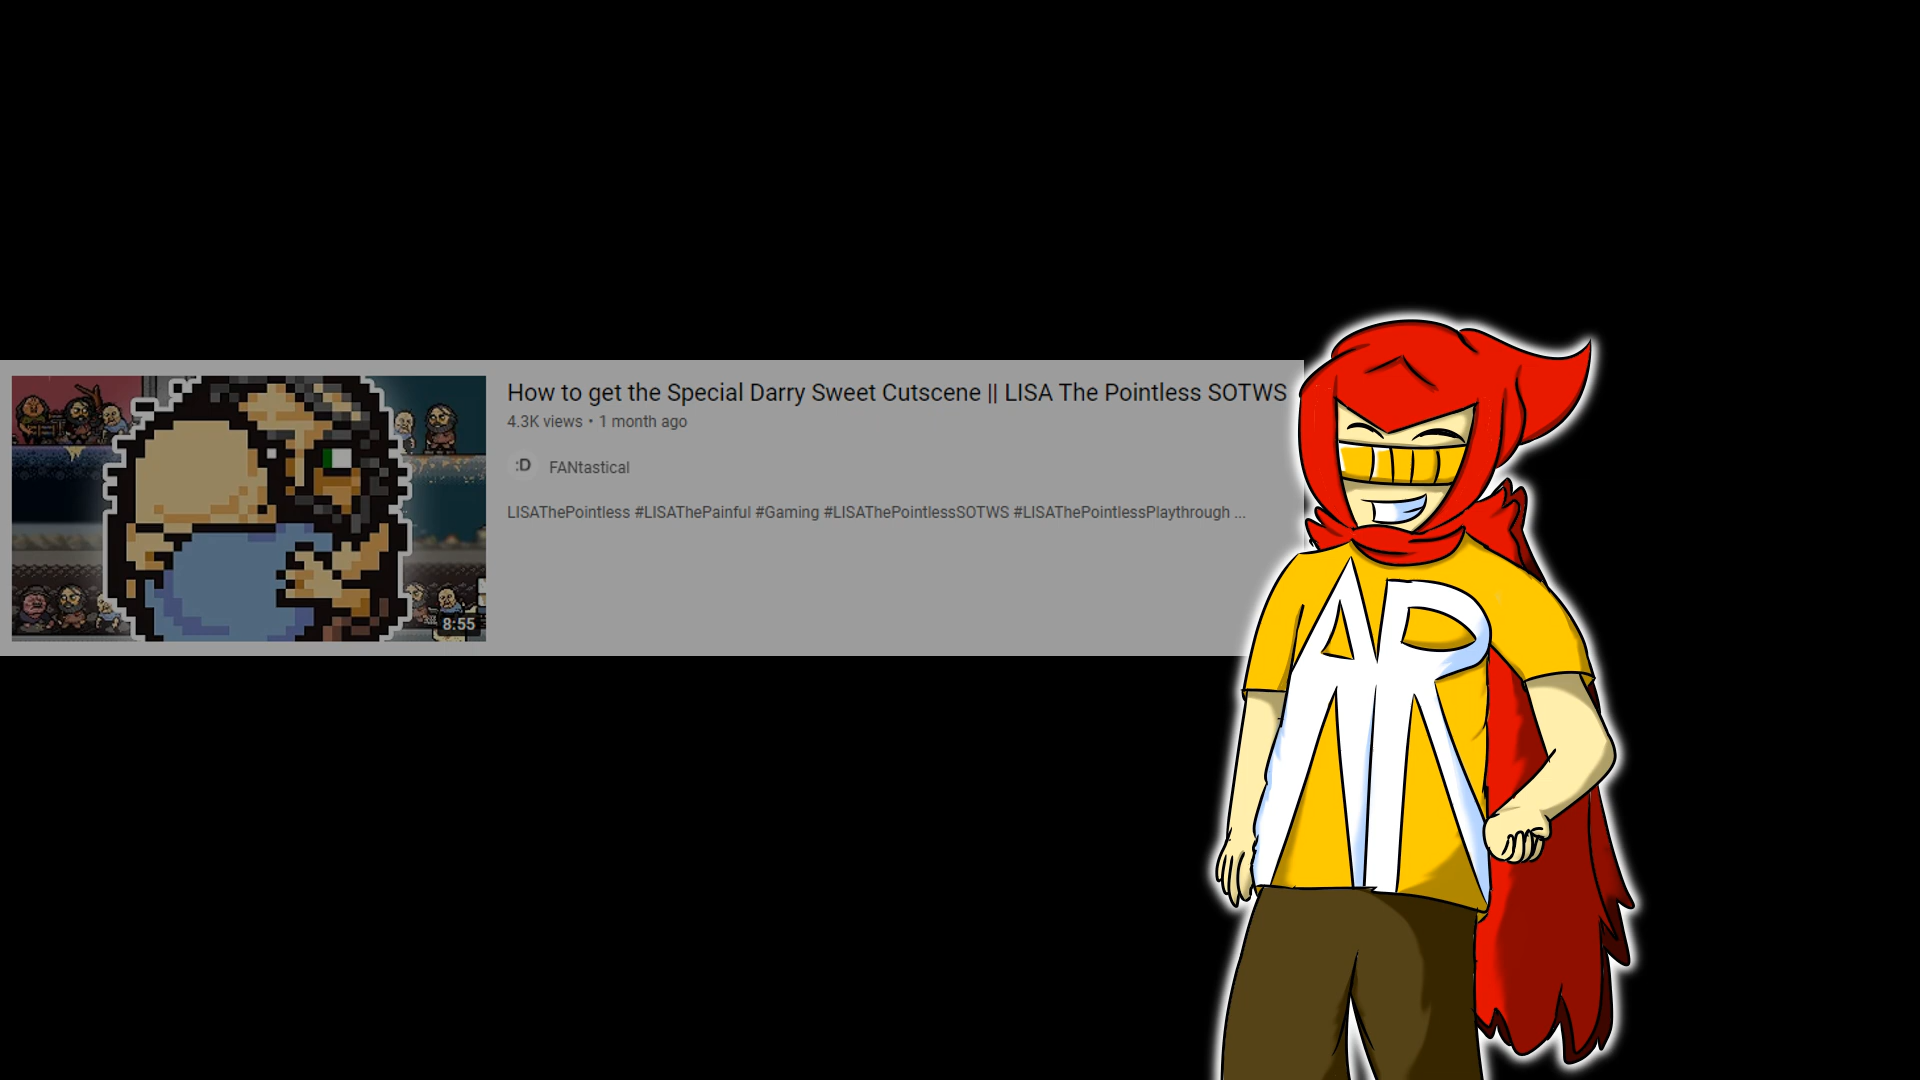 How to get the Special Darry Sweet Cutscene || LISA The Pointless SOTWS
4.3K views • 1 month ago
:D FANtastical
LISAThePointless #LISAThePainful #Gaming #LISAThePointlessSOTWS #LISAThePointlessPlaythrough ...
8:55
AR